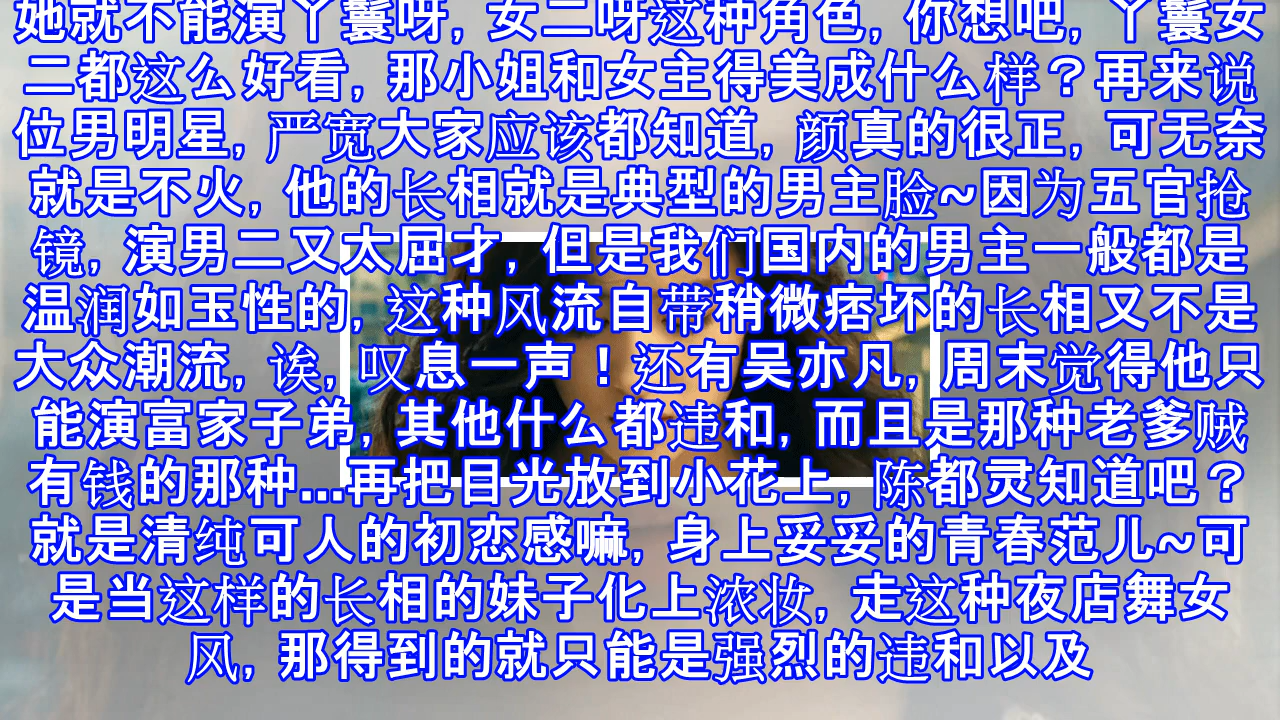 她就不能演丫鬟呀, 女二呀这种角色, 你想吧, 丫鬟女
二都这么好看, 那小姐和女主得美成什么样？再来说
位男明星, 严宽大家应该都知道, 颜真的很正, 可无奈
就是不火, 他的长相就是典型的男主脸~因为五官抢
镜, 演男二又太屈才, 但是我们国内的男主一般都是
温润如玉性的, 这种风流自带稍微痞坏的长相又不是
大众潮流, 诶, 叹息一声！还有吴亦凡, 周末觉得他只
能演富家子弟, 其他什么都违和, 而且是那种老爹贼
有钱的那种...再把目光放到小花上, 陈都灵知道吧？
就是清纯可人的初恋感嘛, 身上妥妥的青春范儿~可
是当这样的长相的妹子化上浓妆, 走这种夜店舞女
风, 那得到的就只能是强烈的违和以及